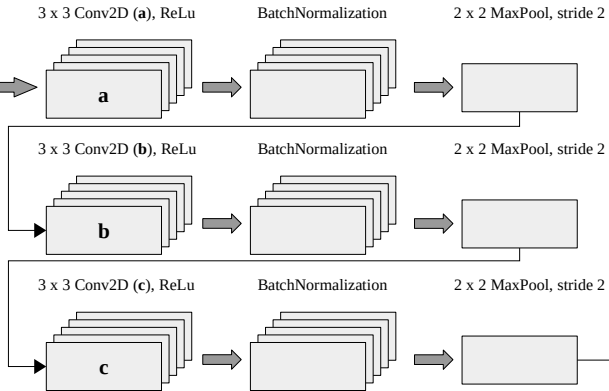 3 x 3 Conv2D (a), ReLu BatchNormalization 2 x 2 MaxPool, stride 2
a
3 x 3 Conv2D (b), ReLu BatchNormalization 2 x 2 MaxPool, stride 2
b
3 x 3 Conv2D (c), ReLu BatchNormalization 2 x 2 MaxPool, stride 2
c